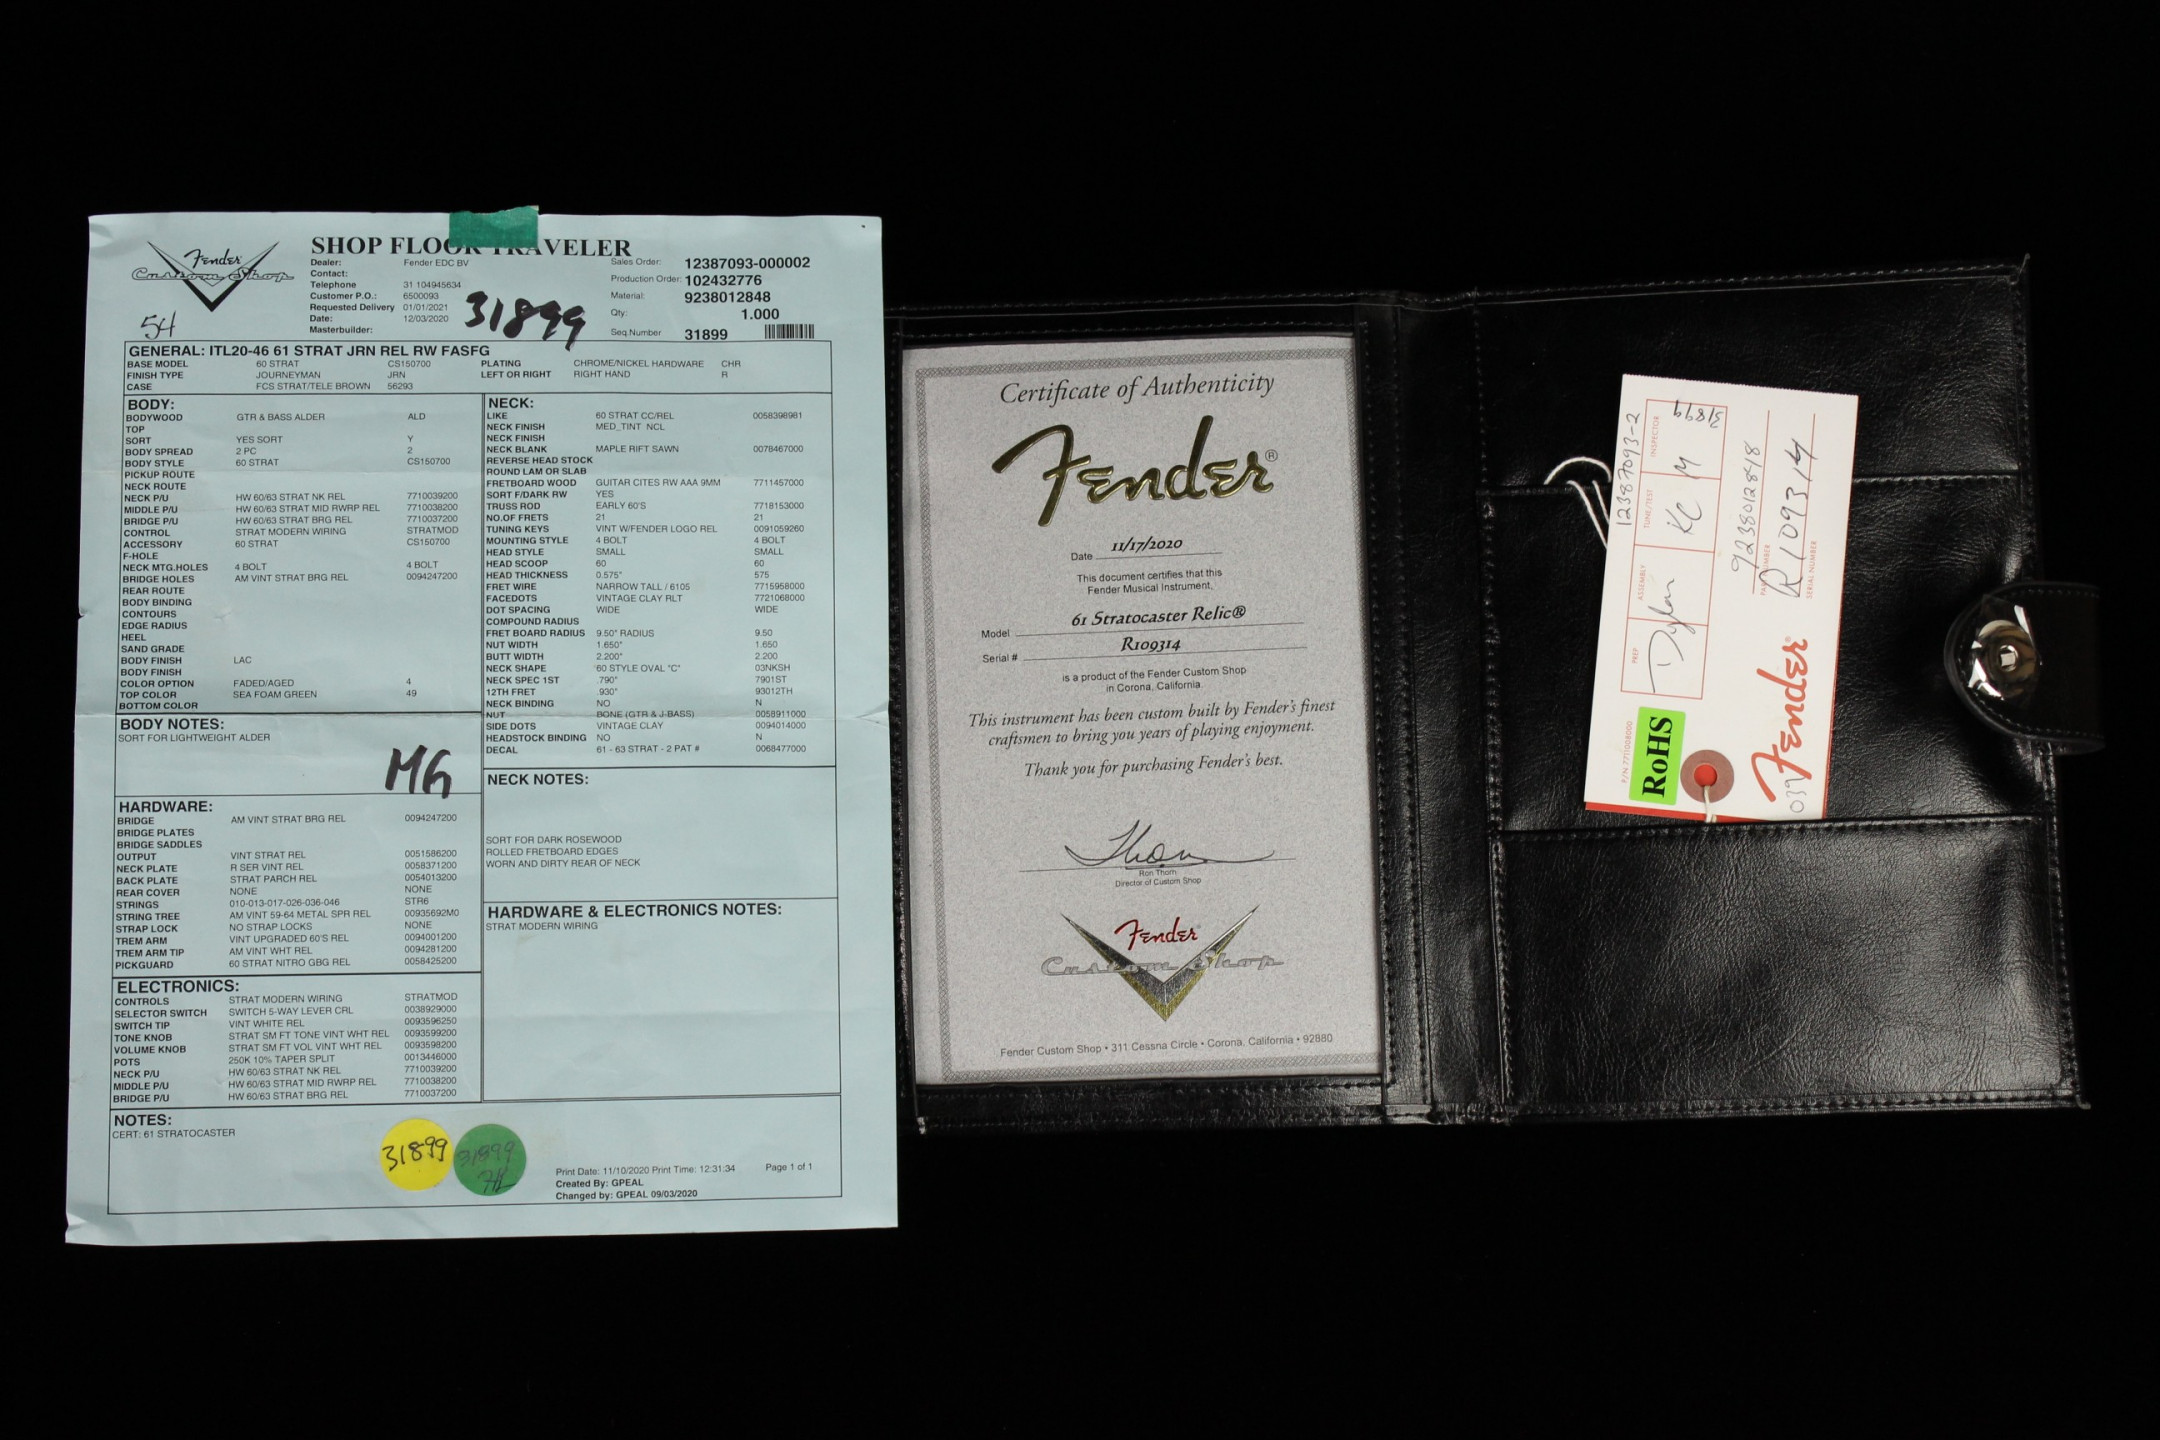 SHOP FLOOR TRAVELER
Fender
Custom Shop
54
Dealer: Fender EDC BV
Contact:
Telephone 31 104945634
Customer P.O.: 6500093
Requested Delivery 01/01/2021
Date: 12/03/2020
Masterbuilder:
31899
Sales Order: 12387093-000002
Production Order: 102432776
Material: 9238012848
Qty: 1.000
Seq.Number 31899
GENERAL: ITL20-46 61 STRAT JRN REL RW FASFG
BASE MODEL 60 STRAT CS150700 PLATING CHROME/NICKEL HARDWARE CHR
FINISH TYPE JOURNEYMAN JRN LEFT OR RIGHT RIGHT HAND R
CASE FCS STRAT/TELE BROWN 56293
BODY:
BODYWOOD GTR & BASS ALDER ALD
TOP
SORT YES SORT Y
BODY SPREAD 2 PC 2
BODY STYLE 60 STRAT CS150700
PICKUP ROUTE
NECK ROUTE
NECK P/U HW 60/63 STRAT NK REL 7710039200
MIDDLE P/U HW 60/63 STRAT MID RWRP REL 7710038200
BRIDGE P/U HW 60/63 STRAT BRG REL 7710037200
CONTROL STRAT MODERN WIRING STRATMOD
ACCESSORY 60 STRAT CS150700
F-HOLE
NECK MTG.HOLES 4 BOLT 4 BOLT
BRIDGE HOLES AM VINT STRAT BRG REL 0094247200
REAR ROUTE
BODY BINDING
CONTOURS
EDGE RADIUS
HEEL
SAND GRADE
BODY FINISH LAC
BODY FINISH
COLOR OPTION FADED/AGED 4
TOP COLOR SEA FOAM GREEN 49
BOTTOM COLOR
BODY NOTES:
SORT FOR LIGHTWEIGHT ALDER
MG
HARDWARE:
BRIDGE AM VINT STRAT BRG REL 0094247200
BRIDGE PLATES
BRIDGE SADDLES
OUTPUT VINT STRAT REL 0051586200
NECK PLATE R SER VINT REL 0058371200
BACK PLATE STRAT PARCH REL 0054013200
REAR COVER NONE NONE
STRINGS 010-013-017-026-036-046 STR6
STRING TREE AM VINT 59-64 METAL SPR REL 00935692M0
STRAP LOCK NO STRAP LOCKS NONE
TREM ARM VINT UPGRADED 60'S REL 0094001200
TREM ARM TIP AM VINT WHT REL 0094281200
PICKGUARD 60 STRAT NITRO GBG REL 0058425200
ELECTRONICS:
CONTROLS STRAT MODERN WIRING STRATMOD
SELECTOR SWITCH SWITCH 5-WAY LEVER CRL 0038929000
SWITCH TIP VINT WHITE REL 0093596250
TONE KNOB STRAT SM FT TONE VINT WHT REL 0093599200
VOLUME KNOB STRAT SM FT VOL VINT WHT REL 0093598200
POTS 250K 10% TAPER SPLIT 0013446000
NECK P/U HW 60/63 STRAT NK REL 7710039200
MIDDLE P/U HW 60/63 STRAT MID RWRP REL 7710038200
BRIDGE P/U HW 60/63 STRAT BRG REL 7710037200
NECK:
LIKE 60 STRAT CC/REL 0058398981
NECK FINISH MED_TINT NCL
NECK FINISH
NECK BLANK MAPLE RIFT SAWN 0078467000
REVERSE HEAD STOCK
ROUND LAM OR SLAB
FRETBOARD WOOD GUITAR CITES RW AAA 9MM 7711457000
SORT F/DARK RW YES
TRUSS ROD EARLY 60'S 7718153000
NO.OF FRETS 21 21
TUNING KEYS VINT W/FENDER LOGO REL 0091059260
MOUNTING STYLE 4 BOLT 4 BOLT
HEAD STYLE SMALL SMALL
HEAD SCOOP 60 60
HEAD THICKNESS 0.575" 575
FRET WIRE NARROW TALL / 6105 7715958000
FACEDOTS VINTAGE CLAY RLT 7721068000
DOT SPACING WIDE WIDE
COMPOUND RADIUS
FRET BOARD RADIUS 9.50" RADIUS 9.50
NUT WIDTH 1.650" 1.650
BUTT WIDTH 2.200" 2.200
NECK SHAPE 60 STYLE OVAL "C" 03NKSH
NECK SPEC 1ST .790" 7901ST
12TH FRET .930" 93012TH
NECK BINDING NO N
NUT BONE (GTR & J-BASS) 0058911000
SIDE DOTS VINTAGE CLAY 0094014000
HEADSTOCK BINDING NO N
DECAL 61 - 63 STRAT - 2 PAT # 0068477000
NECK NOTES:
SORT FOR DARK ROSEWOOD
ROLLED FRETBOARD EDGES
WORN AND DIRTY REAR OF NECK
HARDWARE & ELECTRONICS NOTES:
STRAT MODERN WIRING
NOTES:
CERT: 61 STRATOCASTER
31899
31899
Print Date: 11/10/2020 Print Time: 12:31:34 Page 1 of 1
Created By: GPEAL
Changed by: GPEAL 09/03/2020
Certificate of Authenticity
Fender®
Date 11/17/2020
This document certifies that this
Fender Musical Instrument,
Model 61 Stratocaster Relic®
Serial # R109314
is a product of the Fender Custom Shop
in Corona, California.
This instrument has been custom built by Fender's finest
craftsmen to bring you years of playing enjoyment.
Thank you for purchasing Fender's best.
Ron Thorn
Director of Custom Shop
Fender
Custom Shop
Fender Custom Shop • 311 Cessna Circle • Corona, California • 92880
12387093-2
PREP ASSEMBLY TUNE/TEST INSPECTOR
Dylan KC M 31899
9238012848
PART NUMBER
R109314
SERIAL NUMBER
P/N 7711100800
RoHS
Fender®
039